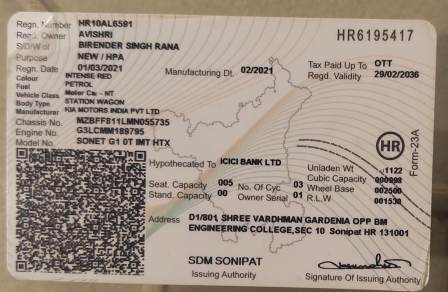 Regn. Number HR10AL6591 HR6195417
Regn. Owner AVISHRI
S/D/W of BIRENDER SINGH RANA
Purpose NEW / HPA Tax Paid Up To OTT
Regn. Date 01/03/2021 Manufacturing Dt. 02/2021 Regd. Validity 29/02/2036
Colour INTENSE RED
Fuel PETROL
Vehicle Class Motor Car - NT
Body Type STATION WAGON
KIA MOTORS INDIA PVT LTD
Chassis No. MZBFF811LMN055735
Engine No. G3LCMM189795
Model No. SONET G1 0T IMT HTX
HR
Form-23A
Hypothecated To ICICI BANK LTD
Unladen Wt 1122
Cubic Capacity 000998
Seat. Capacity 005 No. Of Cyc 03 Wheel Base 002500
Stand. Capacity 00 Owner Serial 01 R.L.W 001530
Address D1/801, SHREE VARDHMAN GARDENIA OPP BM
ENGINEERING COLLEGE,SEC 10 Sonipat HR 131001
SDM SONIPAT
Issuing Authority Signature Of Issuing Authority